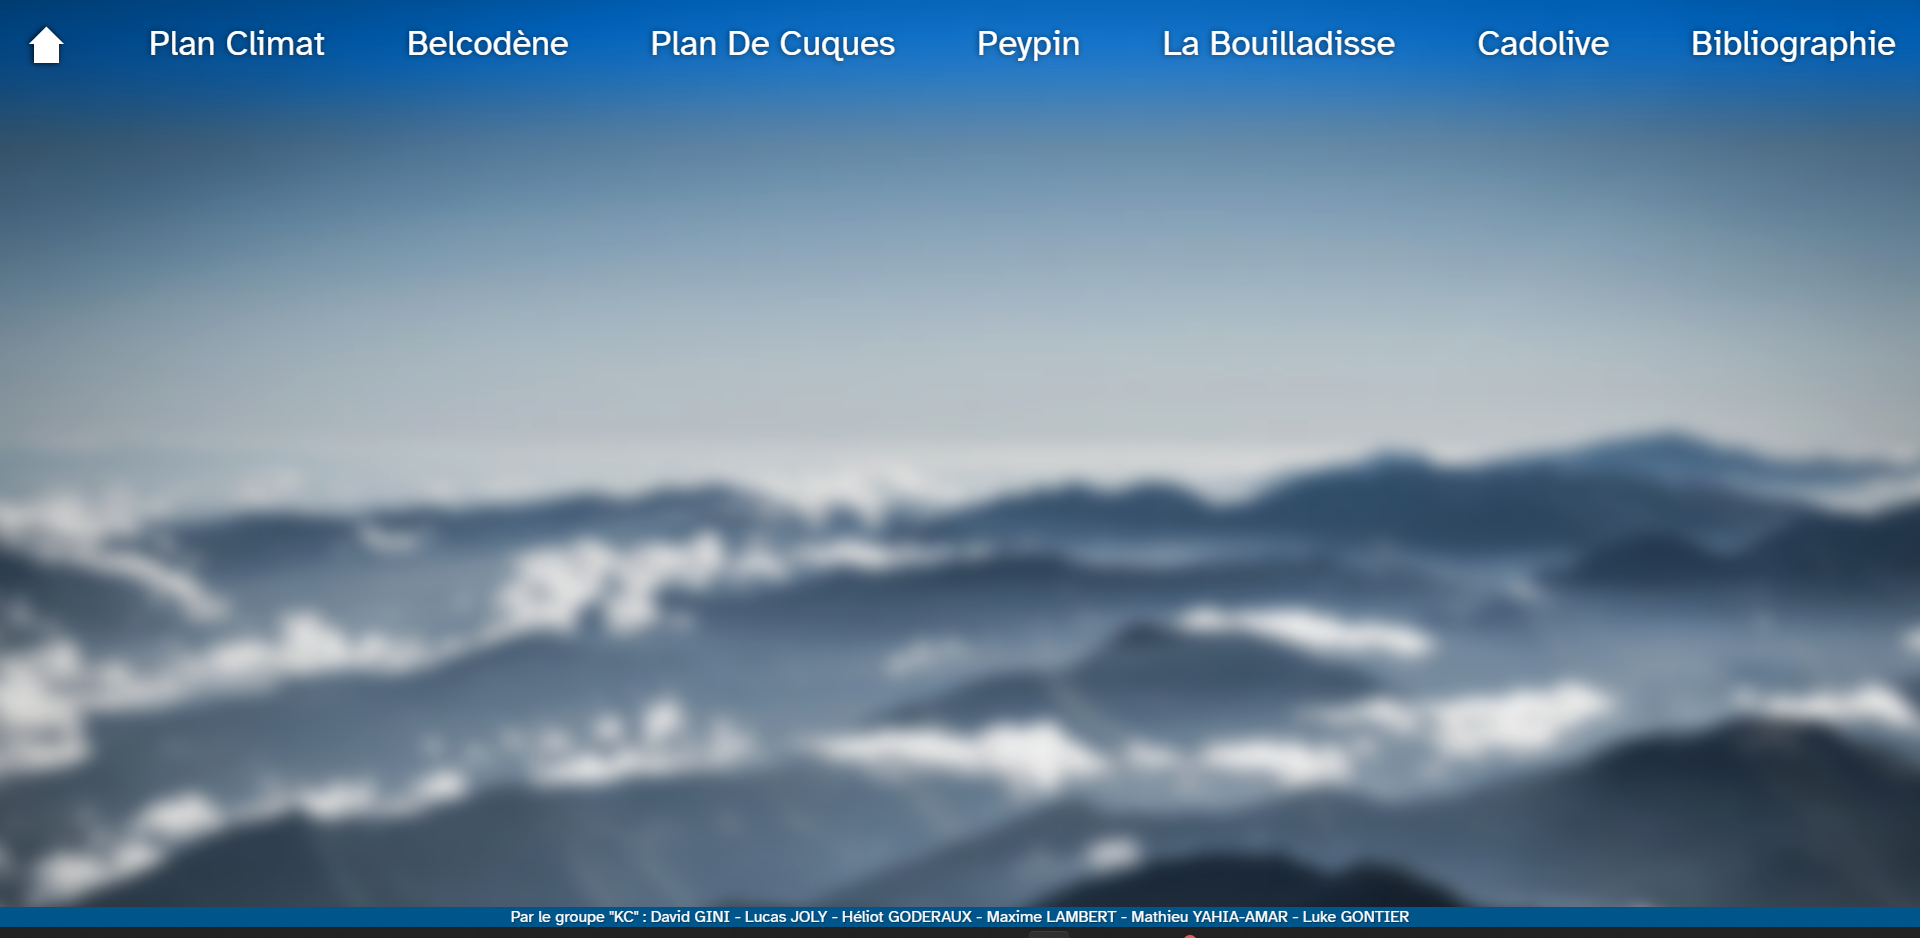 Plan Climat Belcodène Plan De Cuques Peypin La Bouilladisse Cadolive Bibliographie
Par le groupe "KC" : David GINI - Lucas JOLY - Héliot GODERAUX - Maxime LAMBERT - Mathieu YAHIA-AMAR - Luke GONTIER